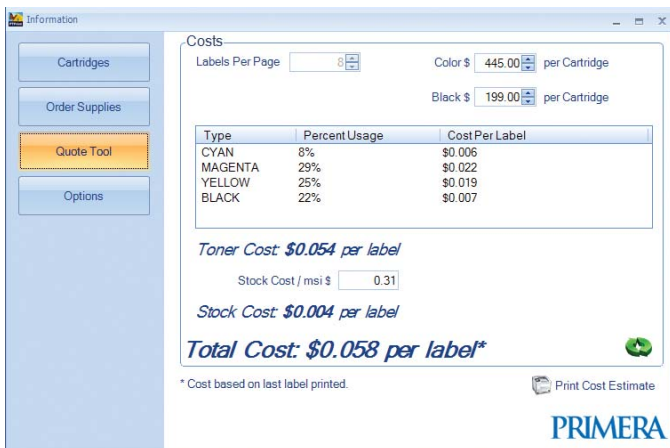 Information
Cartridges
Order Supplies
Quote Tool
Options
Costs
Labels Per Page 8 Color $ 445.00 per Cartridge
Black $ 199.00 per Cartridge
Type Percent Usage Cost Per Label
CYAN 8% $0.006
MAGENTA 29% $0.022
YELLOW 25% $0.019
BLACK 22% $0.007
Toner Cost: $0.054 per label
Stock Cost / msi $ 0.31
Stock Cost: $0.004 per label
Total Cost: $0.058 per label*
* Cost based on last label printed. Print Cost Estimate
PRIMERA